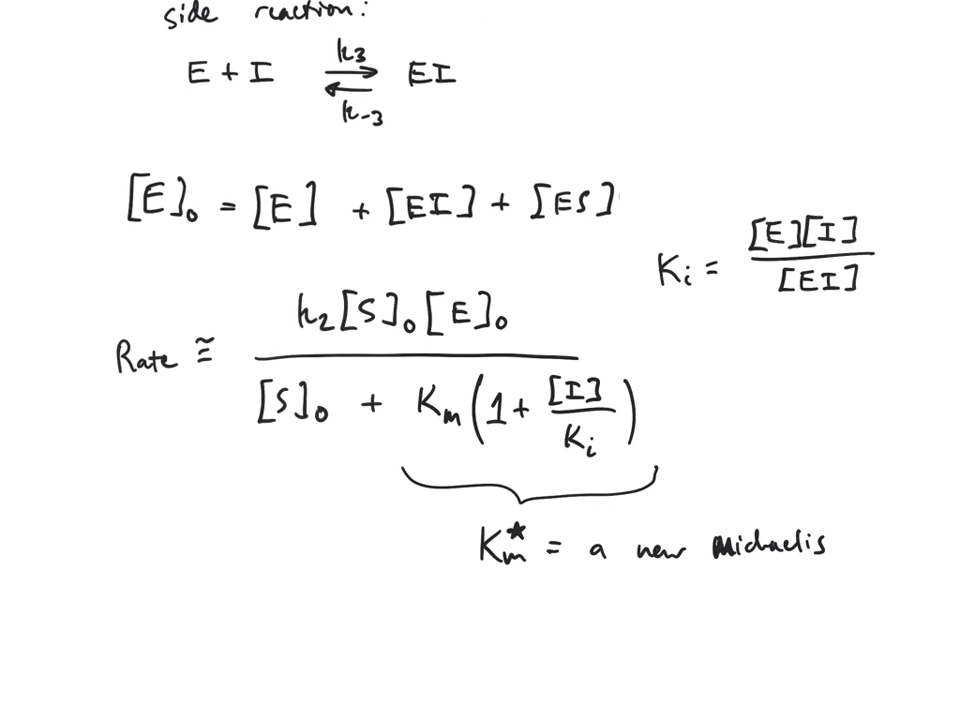 side reaction:
E + I ⇌ EI
k3
k-3
[E]₀ = [E] + [EI] + [ES]
Ki = [E][I] / [EI]
Rate ≅ k2[S]₀[E]₀ / [S]₀ + Km(1 + [I]/Ki)
Km* = a new Michaelis